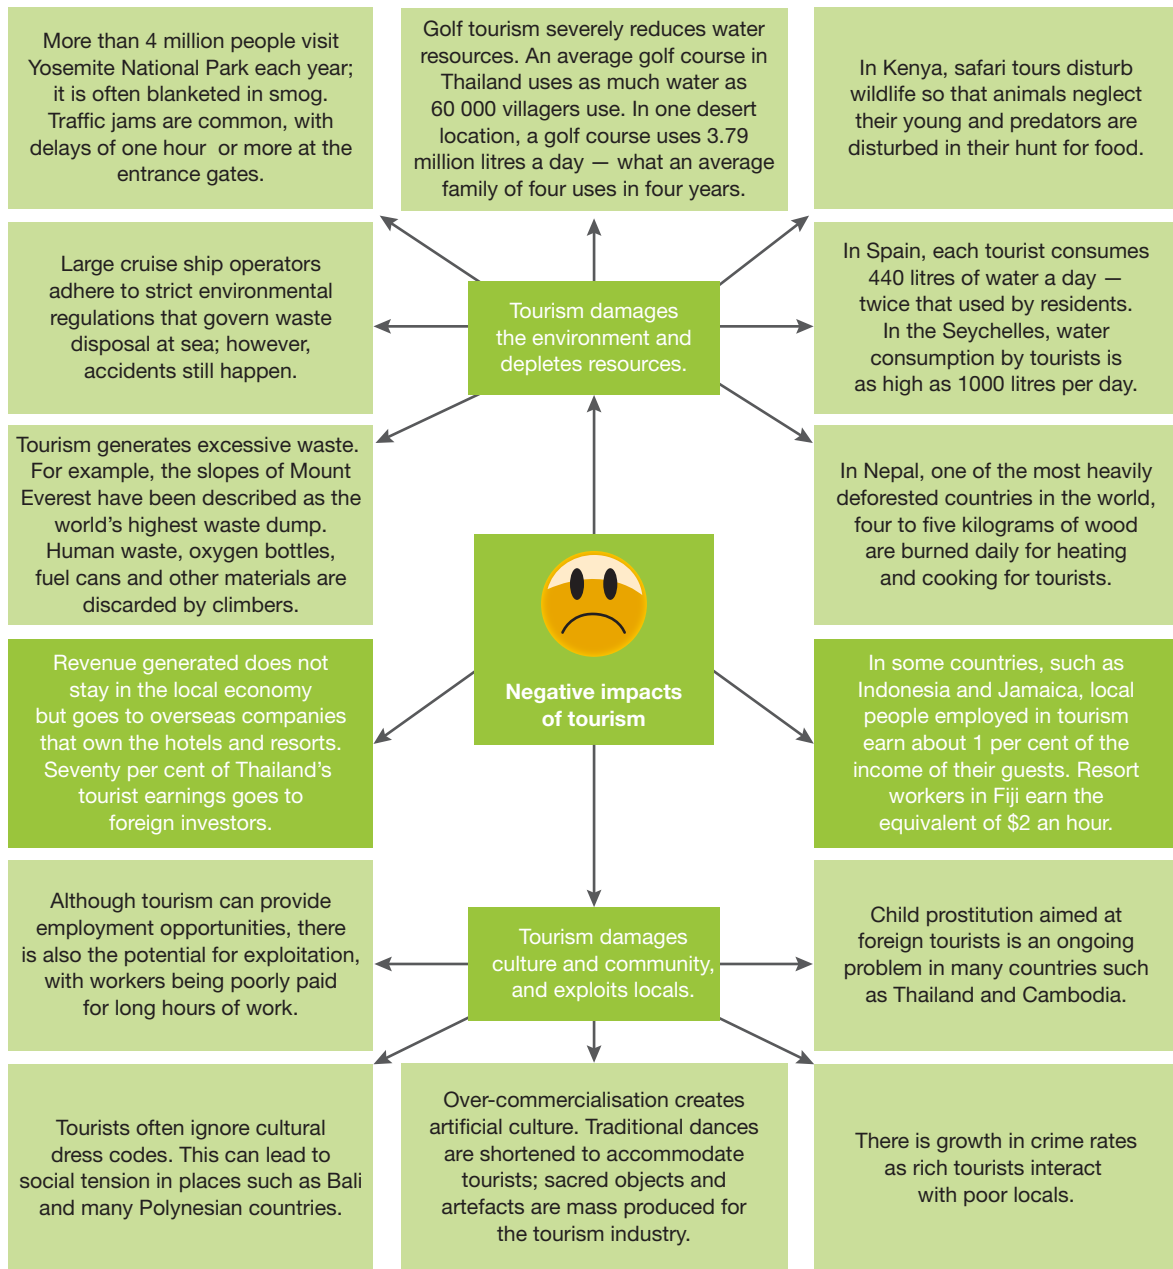 More than 4 million people visit
Yosemite National Park each year;
it is often blanketed in smog.
Traffic jams are common, with
delays of one hour or more at the
entrance gates.
Golf tourism severely reduces water
resources. An average golf course in
Thailand uses as much water as
60 000 villagers use. In one desert
location, a golf course uses 3.79
million litres a day — what an average
family of four uses in four years.
In Kenya, safari tours disturb
wildlife so that animals neglect
their young and predators are
disturbed in their hunt for food.
Large cruise ship operators
adhere to strict environmental
regulations that govern waste
disposal at sea; however,
accidents still happen.
Tourism damages
the environment and
depletes resources.
In Spain, each tourist consumes
440 litres of water a day —
twice that used by residents.
In the Seychelles, water
consumption by tourists is
as high as 1000 litres per day.
Tourism generates excessive waste.
For example, the slopes of Mount
Everest have been described as the
world's highest waste dump.
Human waste, oxygen bottles,
fuel cans and other materials are
discarded by climbers.
In Nepal, one of the most heavily
deforested countries in the world,
four to five kilograms of wood
are burned daily for heating
and cooking for tourists.
Negative impacts
of tourism
Revenue generated does not
stay in the local economy
but goes to overseas companies
that own the hotels and resorts.
Seventy per cent of Thailand's
tourist earnings goes to
foreign investors.
In some countries, such as
Indonesia and Jamaica, local
people employed in tourism
earn about 1 per cent of the
income of their guests. Resort
workers in Fiji earn the
equivalent of $2 an hour.
Although tourism can provide
employment opportunities, there
is also the potential for exploitation,
with workers being poorly paid
for long hours of work.
Tourism damages
culture and community,
and exploits locals.
Child prostitution aimed at
foreign tourists is an ongoing
problem in many countries such
as Thailand and Cambodia.
Tourists often ignore cultural
dress codes. This can lead to
social tension in places such as Bali
and many Polynesian countries.
Over-commercialisation creates
artificial culture. Traditional dances
are shortened to accommodate
tourists; sacred objects and
artefacts are mass produced for
the tourism industry.
There is growth in crime rates
as rich tourists interact
with poor locals.